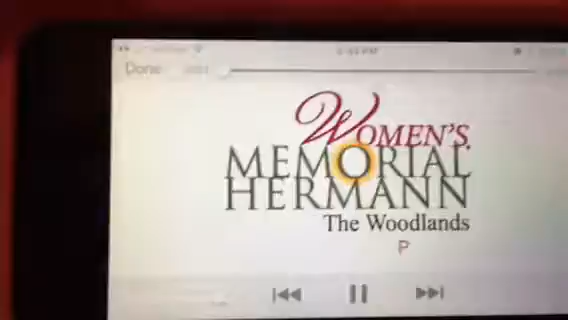 Done
WOMEN'S
MEMORIAL
HERMANN
The Woodlands
P